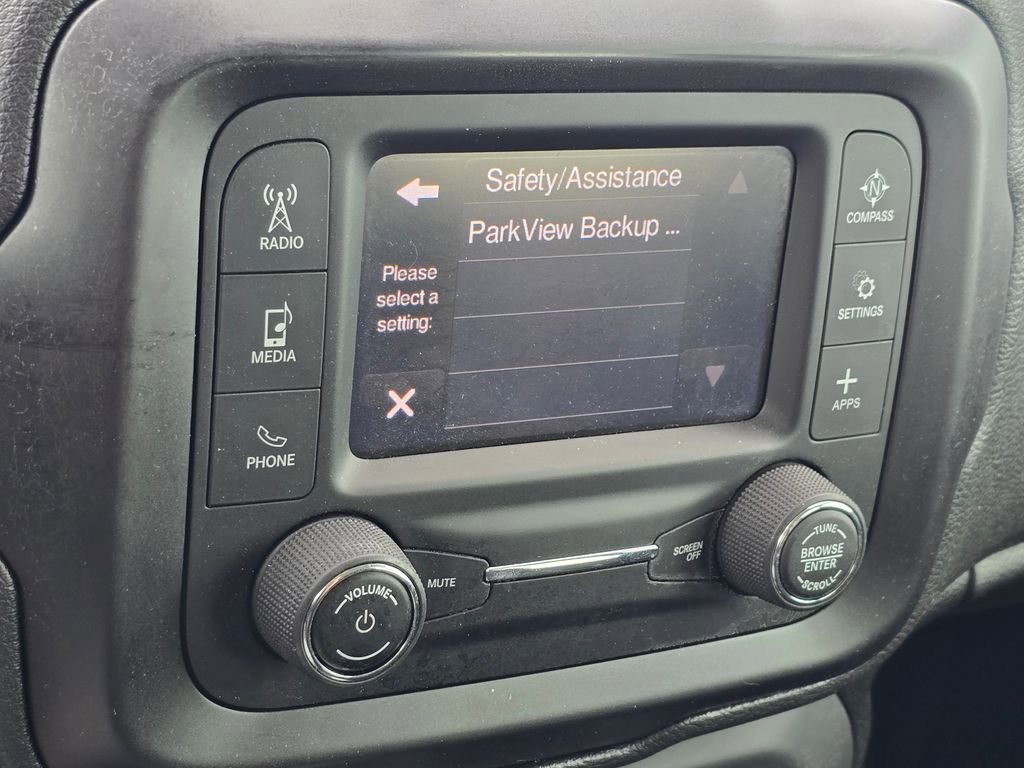 Safety/Assistance
ParkView Backup ...
Please
select a
setting:
RADIO
MEDIA
PHONE
N
COMPASS
SETTINGS
APPS
MUTE
SCREEN
OFF
VOLUME
TUNE
BROWSE
ENTER
SCROLL